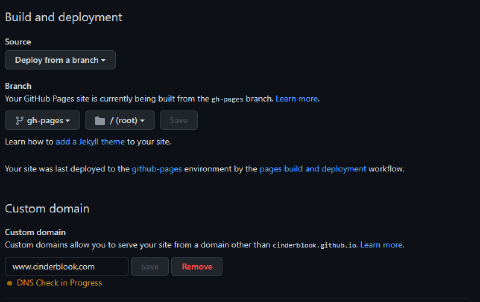 Build and deployment
Source
Deploy from a branch
Branch
Your GitHub Pages site is currently being built from the gh-pages branch. Learn more.
gh-pages / (root) Save
Learn how to add a Jekyll theme to your site.
Your site was last deployed to the github-pages environment by the pages build and deployment workflow.
Custom domain
Custom domain
Custom domains allow you to serve your site from a domain other than cinderblook.github.io. Learn more.
www.cinderblook.com Save Remove
DNS Check in Progress